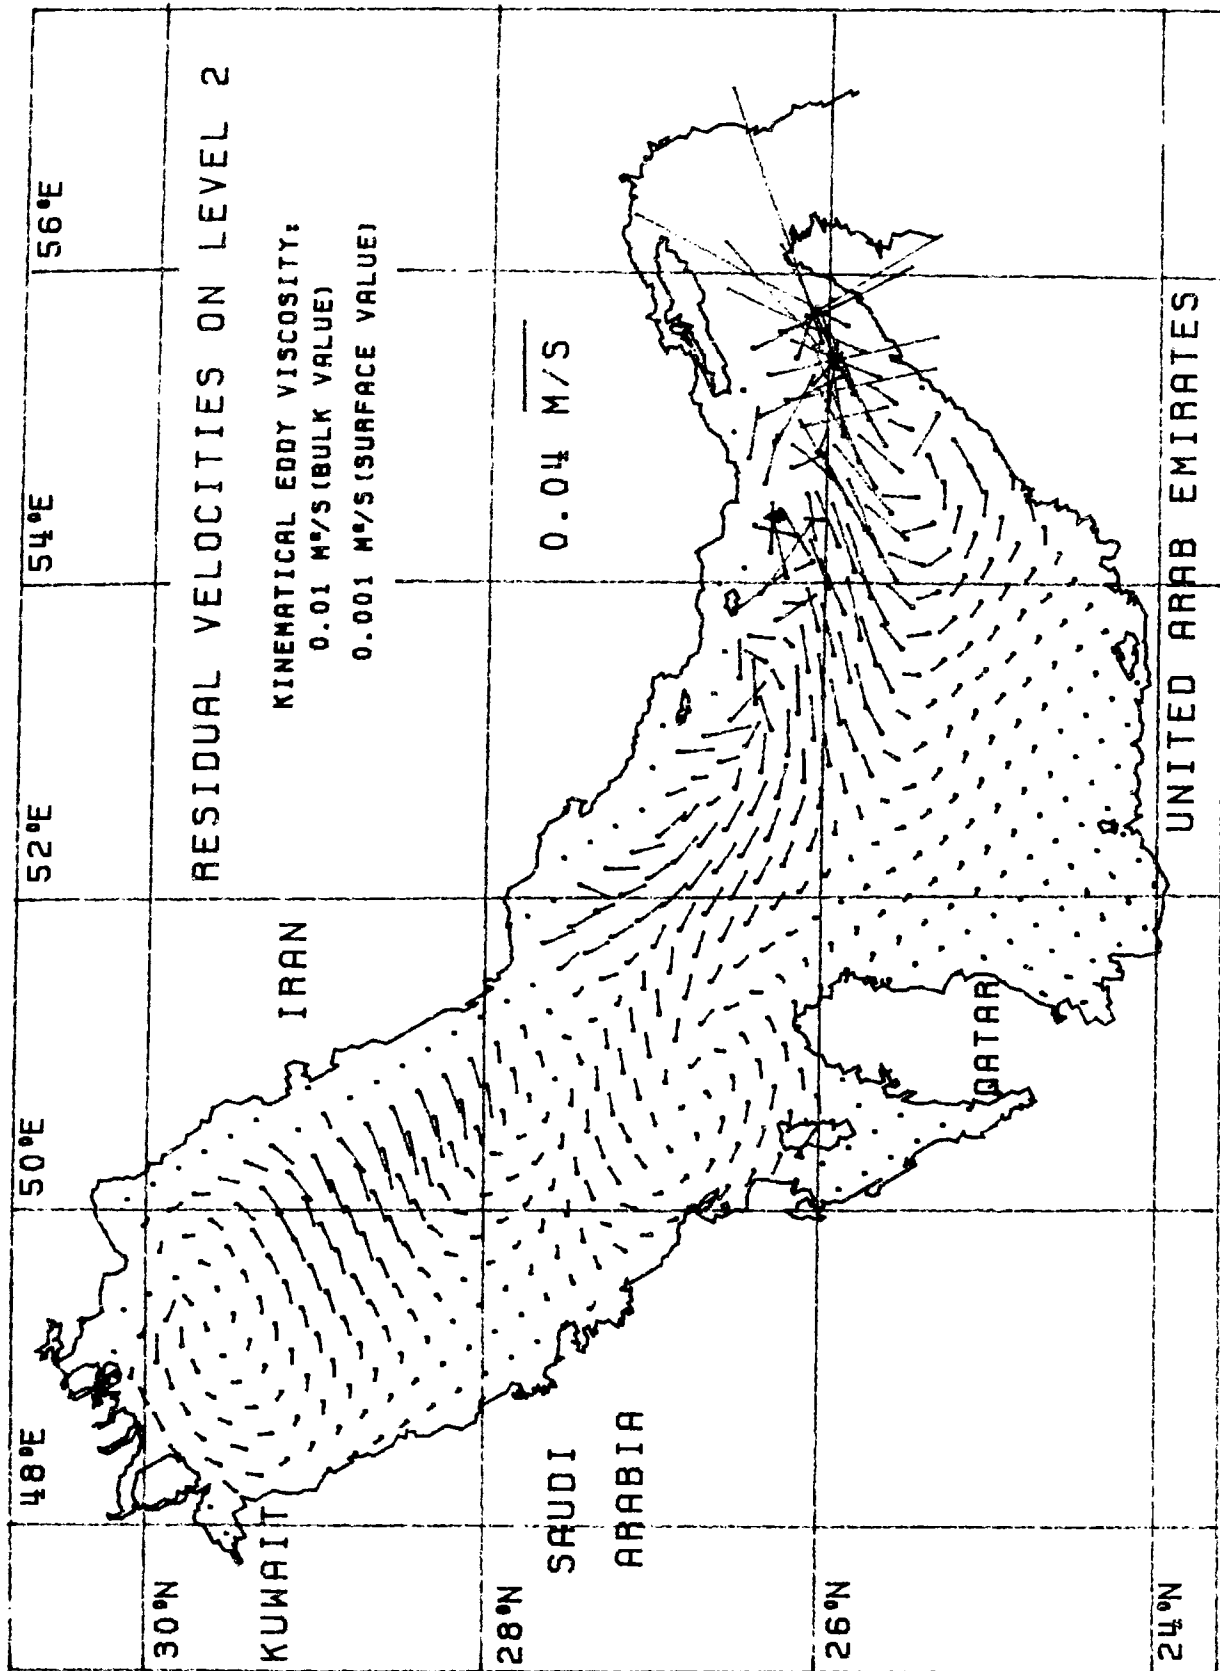 48°E
50°E
52°E
54°E
56°E
30°N
28°N
26°N
24°N
RESIDUAL VELOCITIES ON LEVEL 2
KINEMATICAL EDDY VISCOSITY:
0.01 M²/S(BULK VALUE)
0.001 M²/S(SURFACE VALUE)
0.04 M/S
IRAN
KUWAIT
SAUDI
ARABIA
QATAR
UNITED ARAB EMIRATES